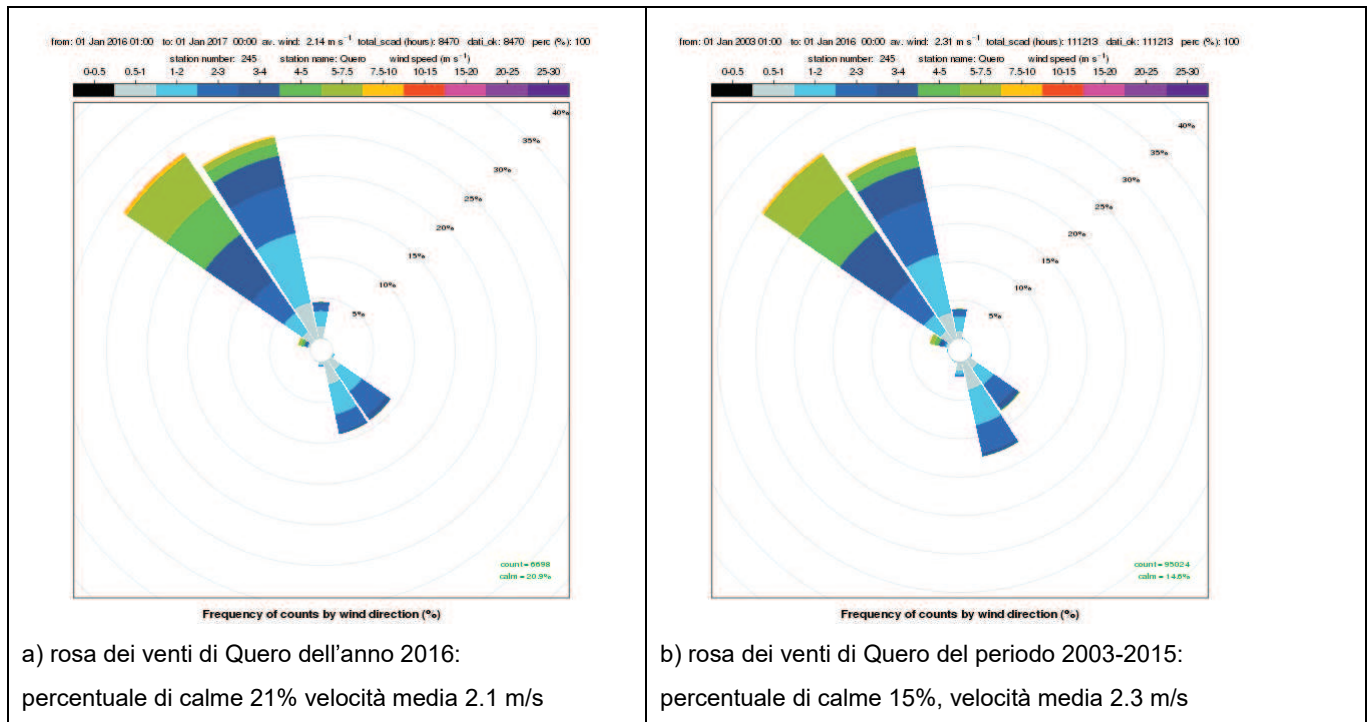 from: 01 Jan 2016 01:00 to: 01 Jan 2017 00:00 av. wind: 2.14 m s⁻¹ total_scad (hours): 8470 dati_ok: 8470 perc (%): 100
station number: 245 station name: Quero wind speed (m s⁻¹)
0-0.5 0.5-1 1-2 2-3 3-4 4-5 5-7.5 7.5-10 10-15 15-20 20-25 25-30
40%
35%
30%
25%
20%
15%
10%
5%
count = 6698
calm = 20.9%
Frequency of counts by wind direction (%)
a) rosa dei venti di Quero dell'anno 2016:
percentuale di calme 21% velocità media 2.1 m/s
from: 01 Jan 2003 01:00 to: 01 Jan 2016 00:00 av. wind: 2.31 m s⁻¹ total_scad (hours): 111213 dati_ok: 111213 perc (%): 100
station number: 245 station name: Quero wind speed (m s⁻¹)
0-0.5 0.5-1 1-2 2-3 3-4 4-5 5-7.5 7.5-10 10-15 15-20 20-25 25-30
40%
35%
30%
25%
20%
15%
10%
5%
count = 95024
calm = 14.6%
Frequency of counts by wind direction (%)
b) rosa dei venti di Quero del periodo 2003-2015:
percentuale di calme 15%, velocità media 2.3 m/s